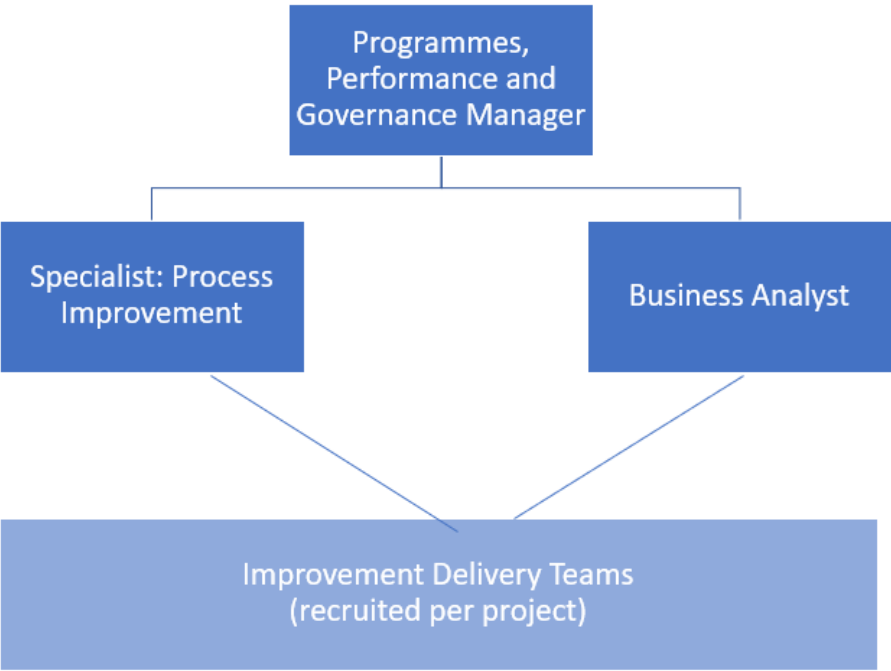 Programmes,
Performance and
Governance Manager
Specialist: Process
Improvement
Business Analyst
Improvement Delivery Teams
(recruited per project)